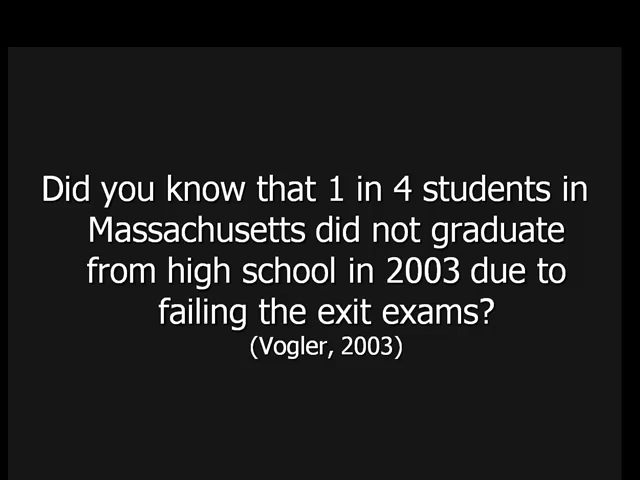 Did you know that 1 in 4 students in
Massachusetts did not graduate
from high school in 2003 due to
failing the exit exams?
(Vogler, 2003)